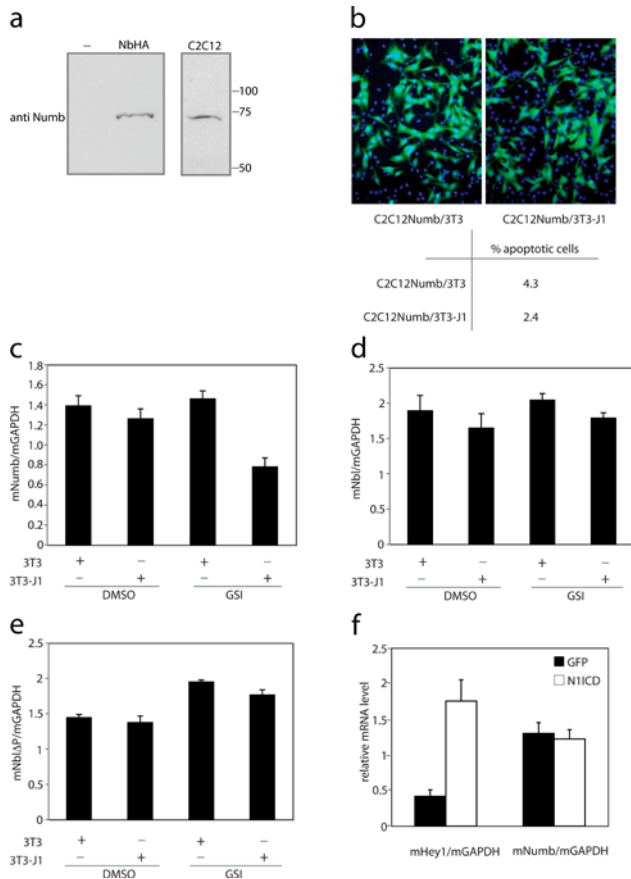 a
– NbHA C2C12
anti Numb
–100
–75
–50
b
C2C12Numb/3T3 C2C12Numb/3T3-J1
% apoptotic cells
C2C12Numb/3T3 4.3
C2C12Numb/3T3-J1 2.4
c
mNumb/mGAPDH
1.8
1.6
1.4
1.2
1.0
0.8
0.6
0.4
0.2
0
3T3 + – + –
3T3-J1 – + – +
DMSO GSI
d
mNbl/mGAPDH
2.5
2
1.5
1
0.5
0
3T3 + – + –
3T3-J1 – + – +
DMSO GSI
e
mNblΔP/mGAPDH
2.5
2
1.5
1
0.5
0
3T3 + – + –
3T3-J1 – + – +
DMSO GSI
f
relative mRNA level
2.5
2
1.5
1
0.5
0
GFP
N1ICD
mHey1/mGAPDH mNumb/mGAPDH